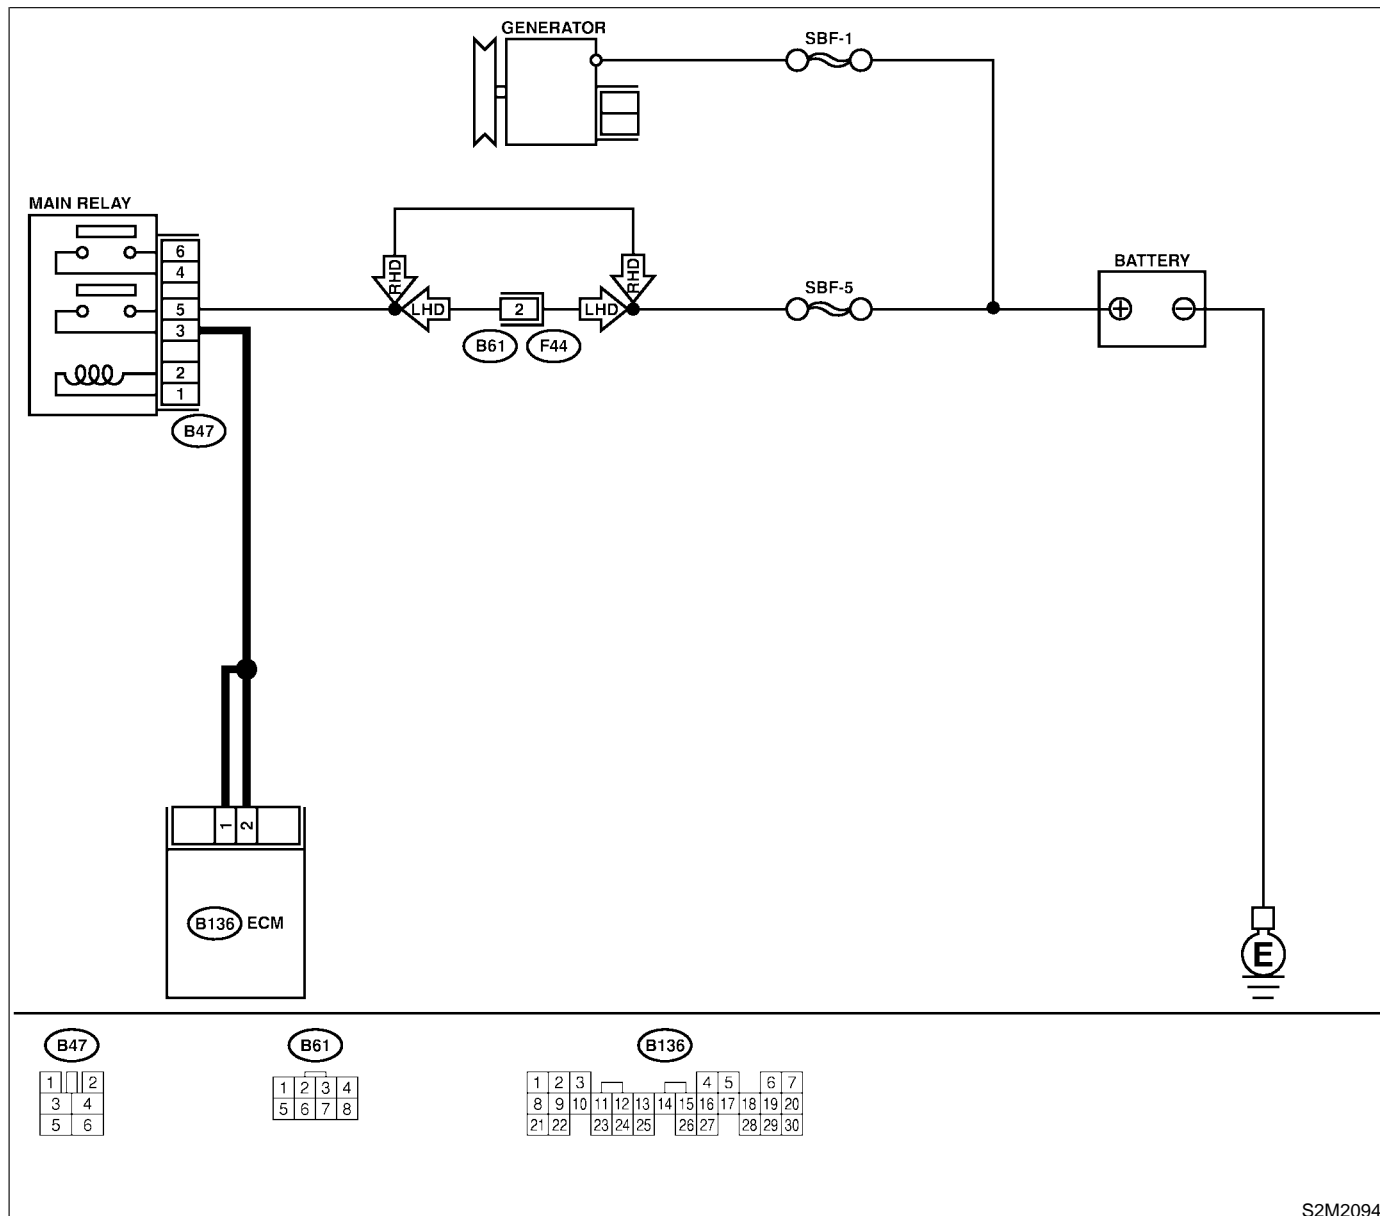 GENERATOR
SBF-1
MAIN RELAY
6
4
5
3
2
1
B47
RHD
LHD
2
LHD
RHD
B61
F44
SBF-5
BATTERY
+
−
1
2
B136 ECM
E
B47
1 2
3 4
5 6
B61
1 2 3 4
5 6 7 8
B136
1 2 3 4 5 6 7
8 9 10 11 12 13 14 15 16 17 18 19 20
21 22 23 24 25 26 27 28 29 30
S2M2094